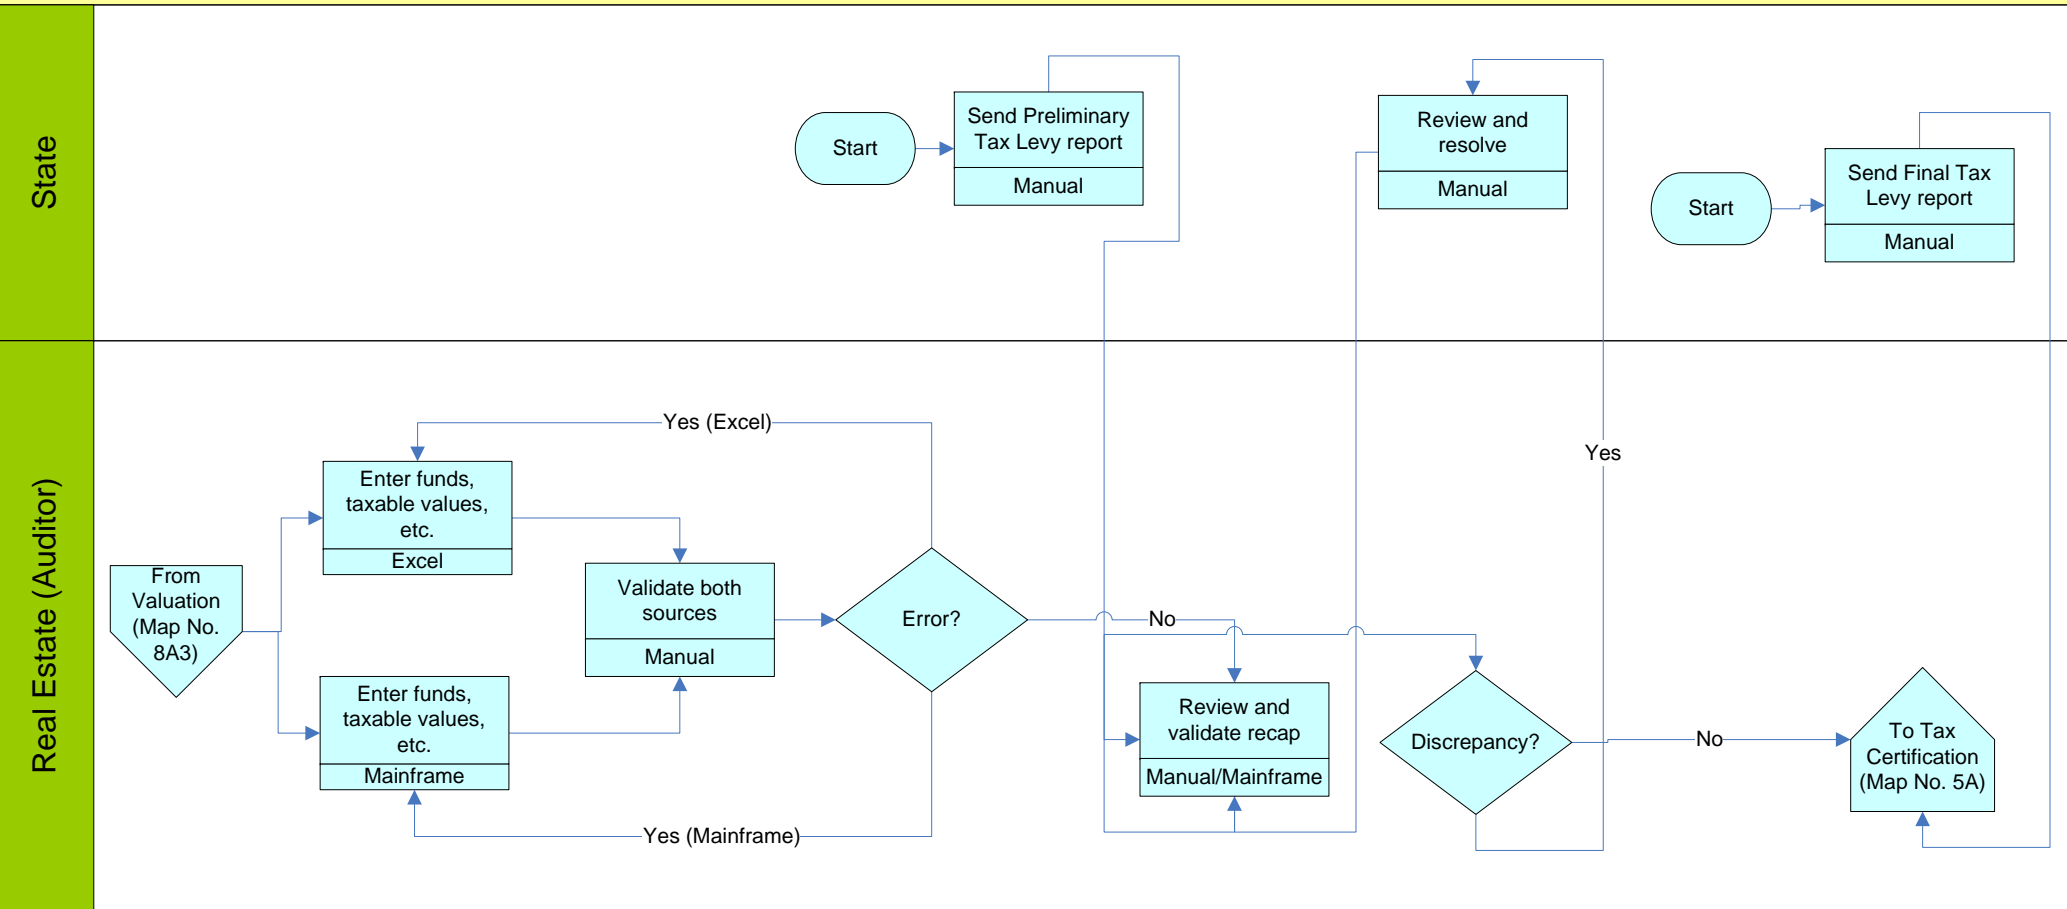 State
Start
Send Preliminary
Tax Levy report
Manual
Review and
resolve
Manual
Start
Send Final Tax
Levy report
Manual
Real Estate (Auditor)
From
Valuation
(Map No.
8A3)
Yes (Excel)
Enter funds,
taxable values,
etc.
Excel
Enter funds,
taxable values,
etc.
Mainframe
Yes (Mainframe)
Validate both
sources
Manual
Error?
No
Review and
validate recap
Manual/Mainframe
Discrepancy?
Yes
No
To Tax
Certification
(Map No. 5A)